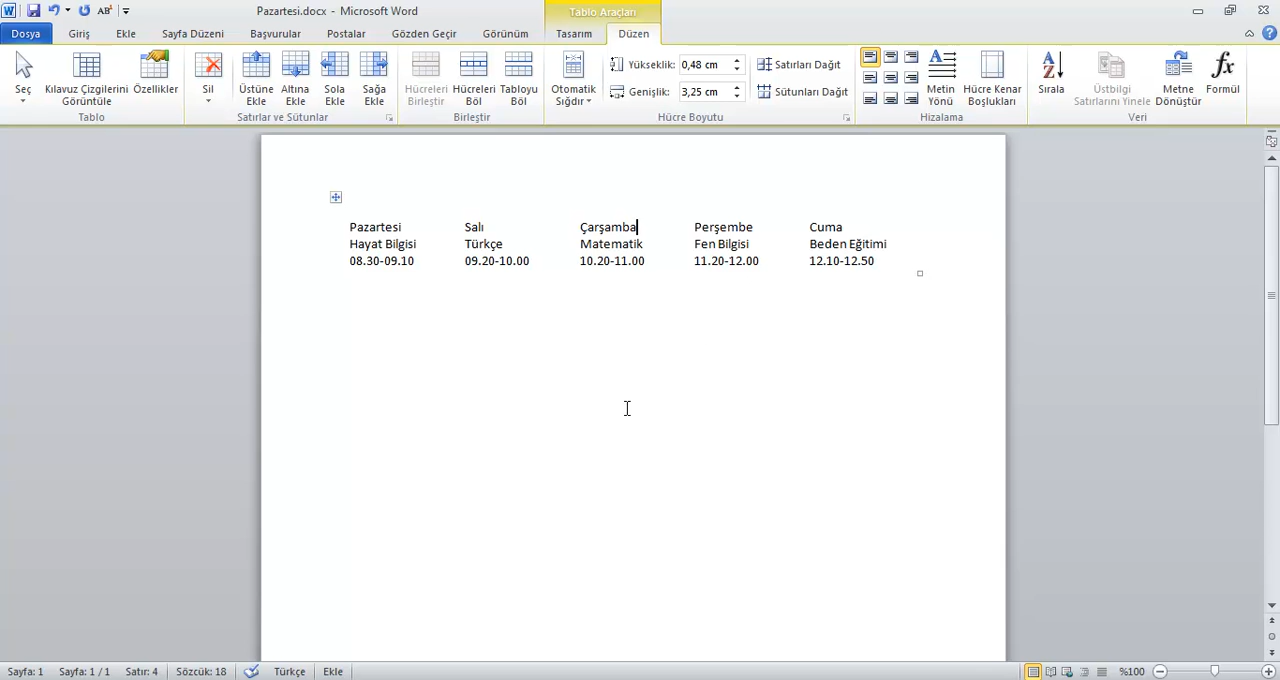 Pazartesi.docx - Microsoft Word
Tablo Araçları
Dosya Giriş Ekle Sayfa Düzeni Başvurular Postalar Gözden Geçir Görünüm Tasarım Düzen
Seç
Kılavuz Çizgilerini Görüntüle
Özellikler
Tablo
Sil
Üstüne Ekle
Altına Ekle
Sola Ekle
Sağa Ekle
Satırlar ve Sütunlar
Hücreleri Birleştir
Hücreleri Böl
Tabloyu Böl
Birleştir
Otomatik Sığdır
Yükseklik: 0,48 cm
Genişlik: 3,25 cm
Satırları Dağıt
Sütunları Dağıt
Hücre Boyutu
Metin Yönü
Hücre Kenar Boşlukları
Hizalama
Sırala
Üstbilgi Satırlarını Yinele
Metne Dönüştür
Formül
Veri
Pazartesi Salı Çarşamba Perşembe Cuma
Hayat Bilgisi Türkçe Matematik Fen Bilgisi Beden Eğitimi
08.30-09.10 09.20-10.00 10.20-11.00 11.20-12.00 12.10-12.50
Sayfa: 1 Sayfa: 1 / 1 Satır: 4 Sözcük: 18 Türkçe Ekle %100